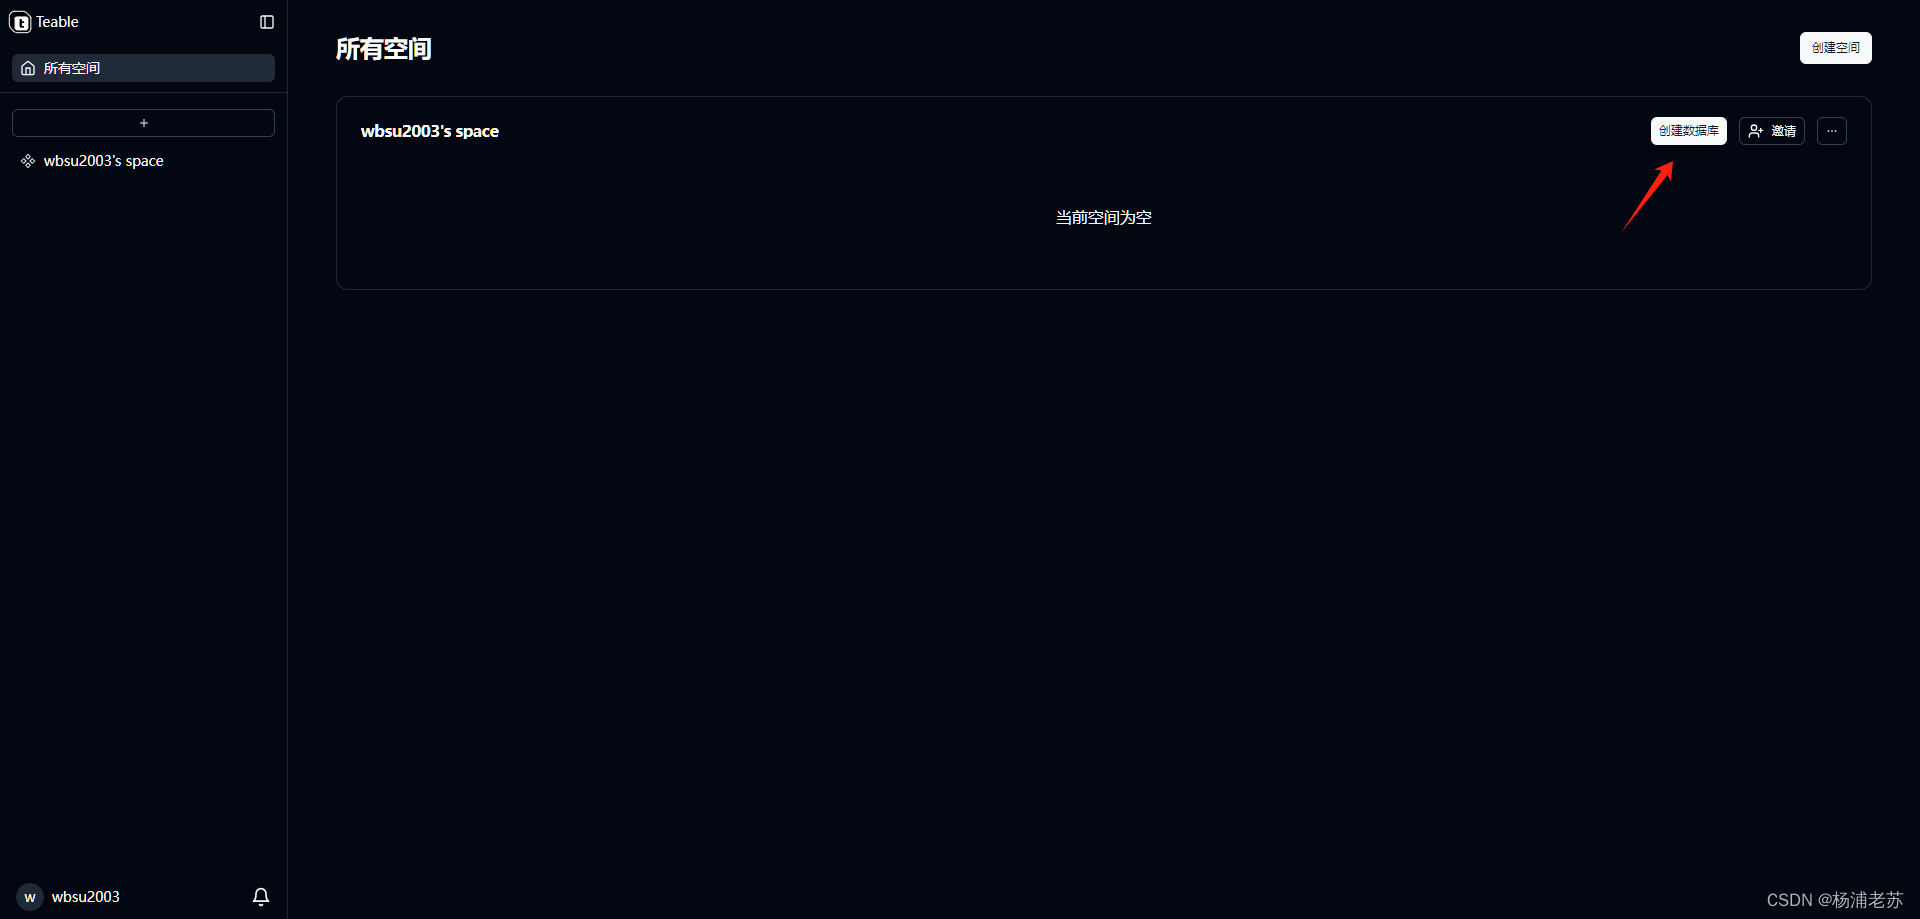 Teable
所有空间
+
wbsu2003's space
w wbsu2003
所有空间
创建空间
wbsu2003's space
创建数据库
邀请
···
当前空间为空
CSDN @杨浦老苏